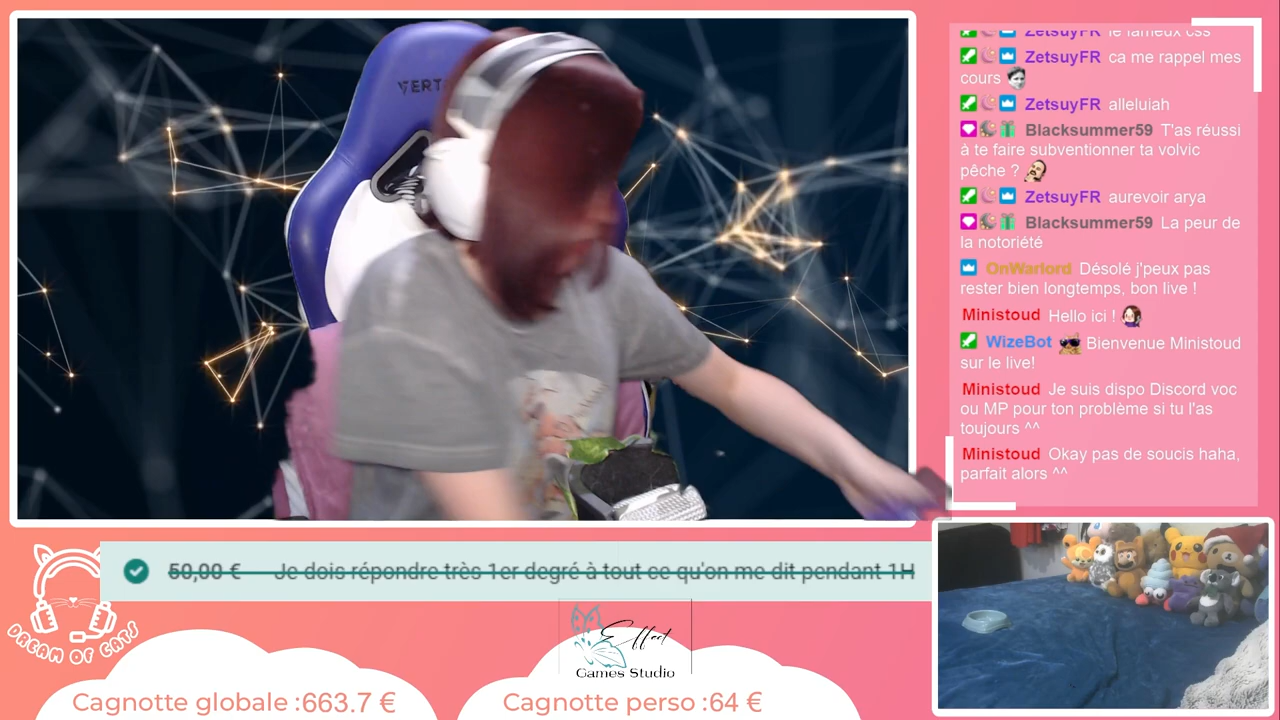 VERT
ZetsuyFR le fameux css
ZetsuyFR ca me rappel mes
cours
ZetsuyFR alleluiah
Blacksummer59 T'as réussi
à te faire subventionner ta volvic
pêche ?
ZetsuyFR aurevoir arya
Blacksummer59 La peur de
la notoriété
OnWarlord Désolé j'peux pas
rester bien longtemps, bon live !
Ministoud Hello ici !
WizeBot Bienvenue Ministoud
sur le live!
Ministoud Je suis dispo Discord voc
ou MP pour ton problème si tu l'as
toujours ^^
Ministoud Okay pas de soucis haha,
parfait alors ^^
50,00 € Je dois répondre très 1er degré à tout ce qu'on me dit pendant 1H
DREAM OF CATS
Effect
Games Studio
Cagnotte globale :663.7 €
Cagnotte perso :64 €